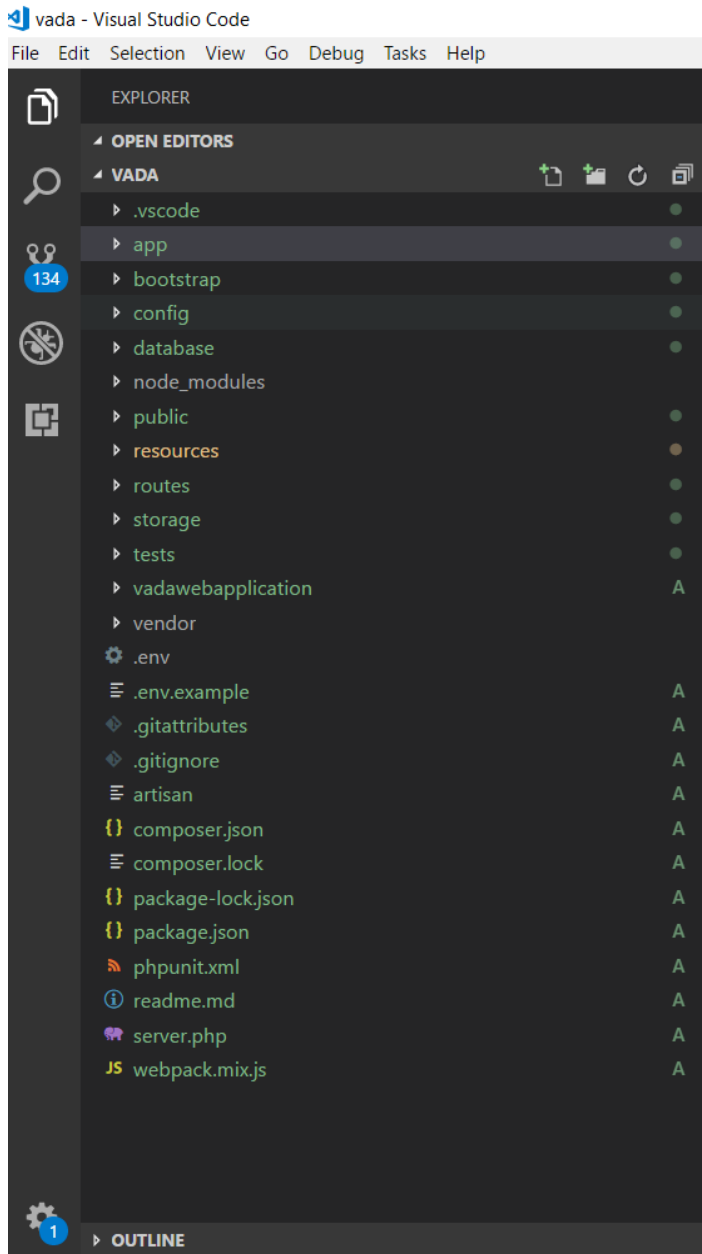 vada - Visual Studio Code
File Edit Selection View Go Debug Tasks Help
EXPLORER
OPEN EDITORS
VADA
.vscode
app
bootstrap
134
config
database
node_modules
public
resources
routes
storage
tests
vadawebapplication A
vendor
.env
.env.example A
.gitattributes A
.gitignore A
artisan A
{} composer.json A
composer.lock A
{} package-lock.json A
{} package.json A
phpunit.xml A
readme.md A
server.php A
JS webpack.mix.js A
1
OUTLINE